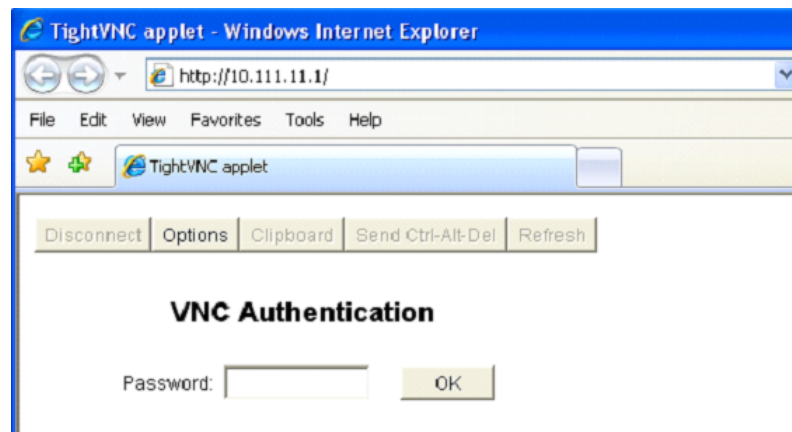 TightVNC applet - Windows Internet Explorer
http://10.111.11.1/
File Edit View Favorites Tools Help
TightVNC applet
Disconnect Options Clipboard Send Ctrl-Alt-Del Refresh
VNC Authentication
Password: OK